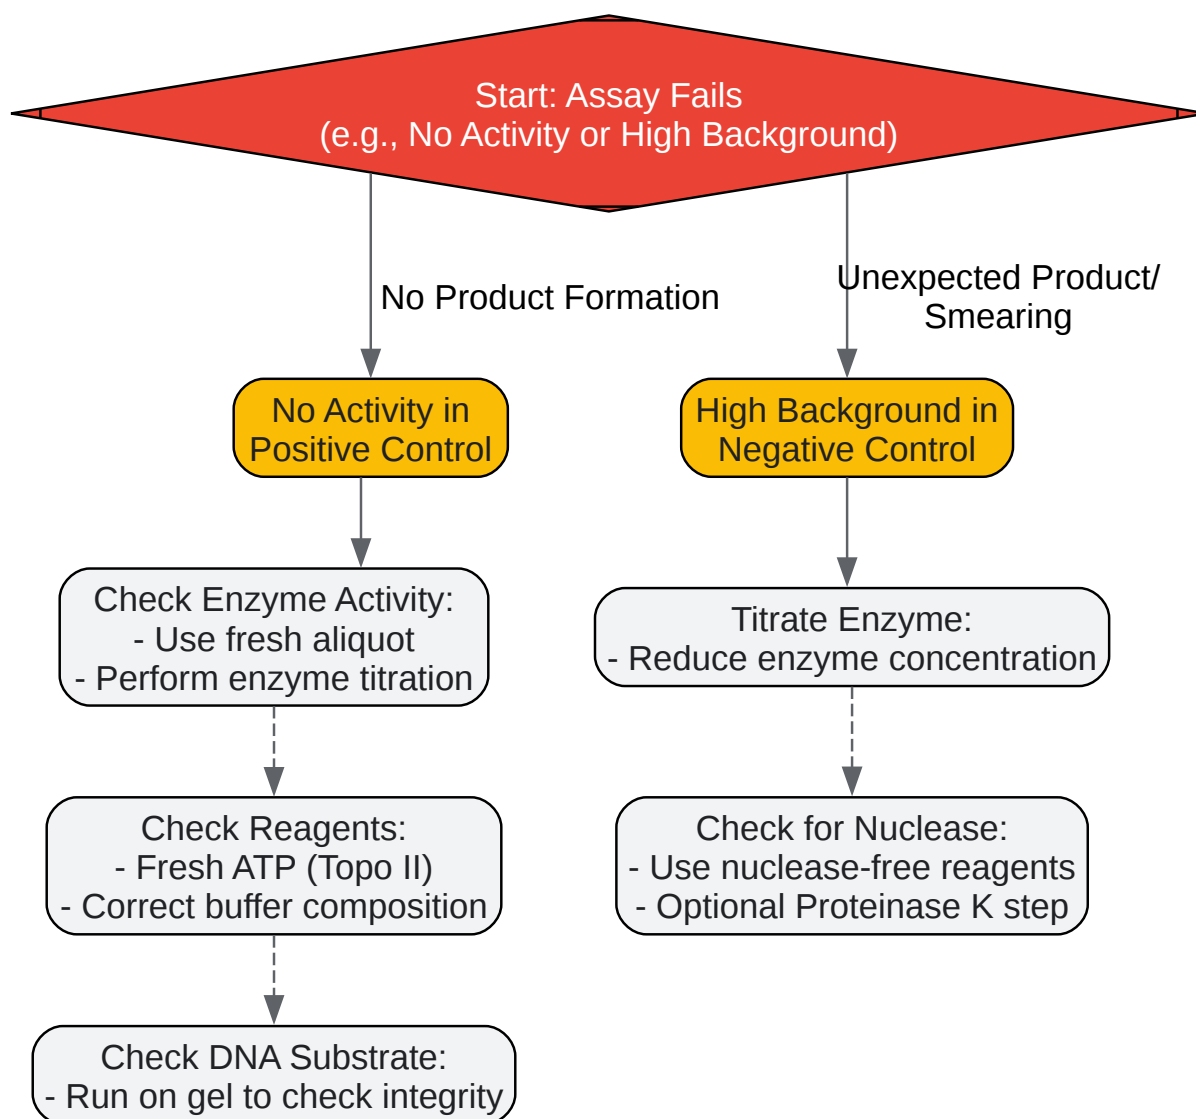 Start: Assay Fails
(e.g., No Activity or High Background)
No Product Formation
Unexpected Product/
Smearing
No Activity in
Positive Control
High Background in
Negative Control
Check Enzyme Activity:
- Use fresh aliquot
- Perform enzyme titration
Titrate Enzyme:
- Reduce enzyme concentration
Check Reagents:
- Fresh ATP (Topo II)
- Correct buffer composition
Check for Nuclease:
- Use nuclease-free reagents
- Optional Proteinase K step
Check DNA Substrate:
- Run on gel to check integrity